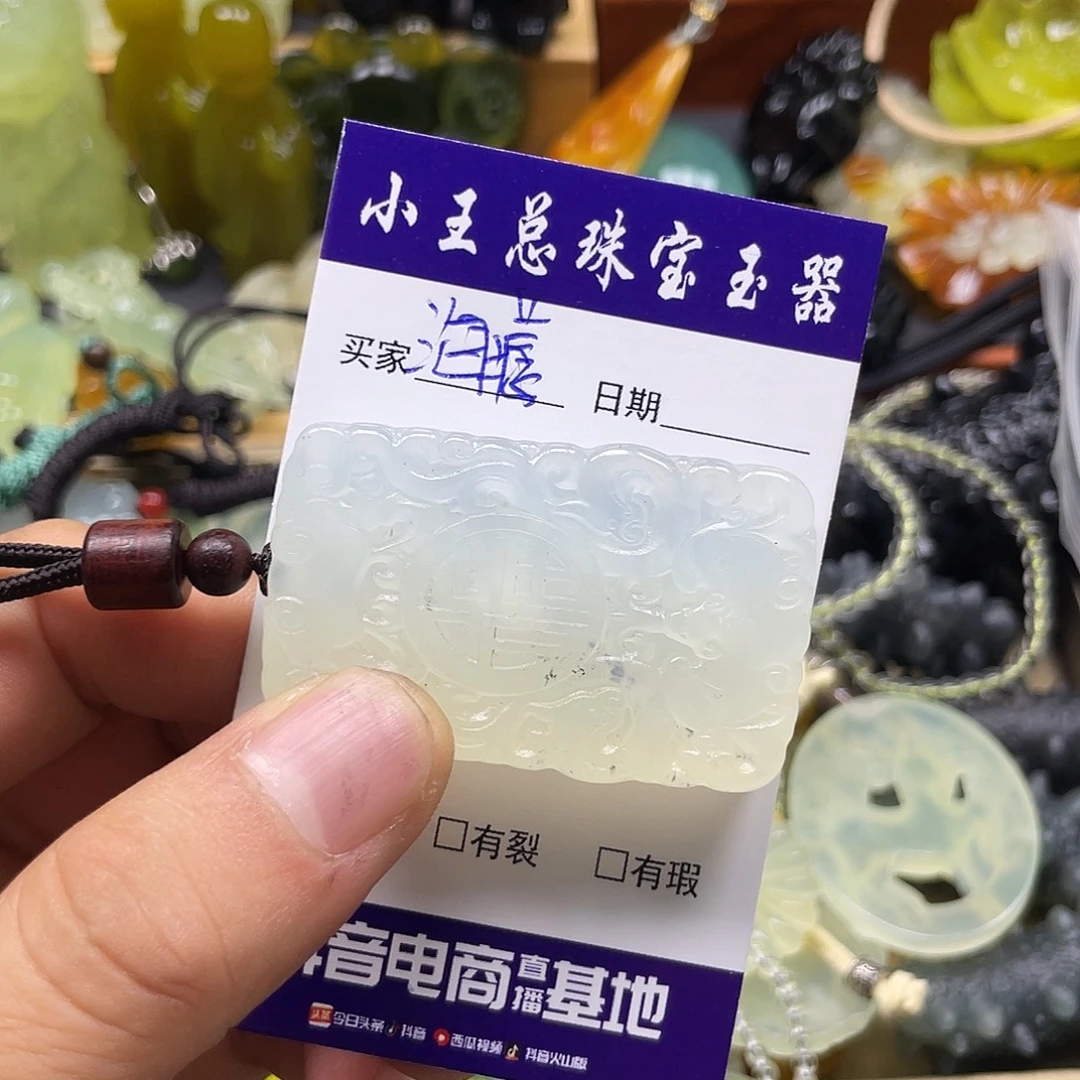 小王总珠宝玉器
买家 日期
□有裂 □有瑕
音电商直播基地
今日头条 抖音 西瓜视频 抖音火山版